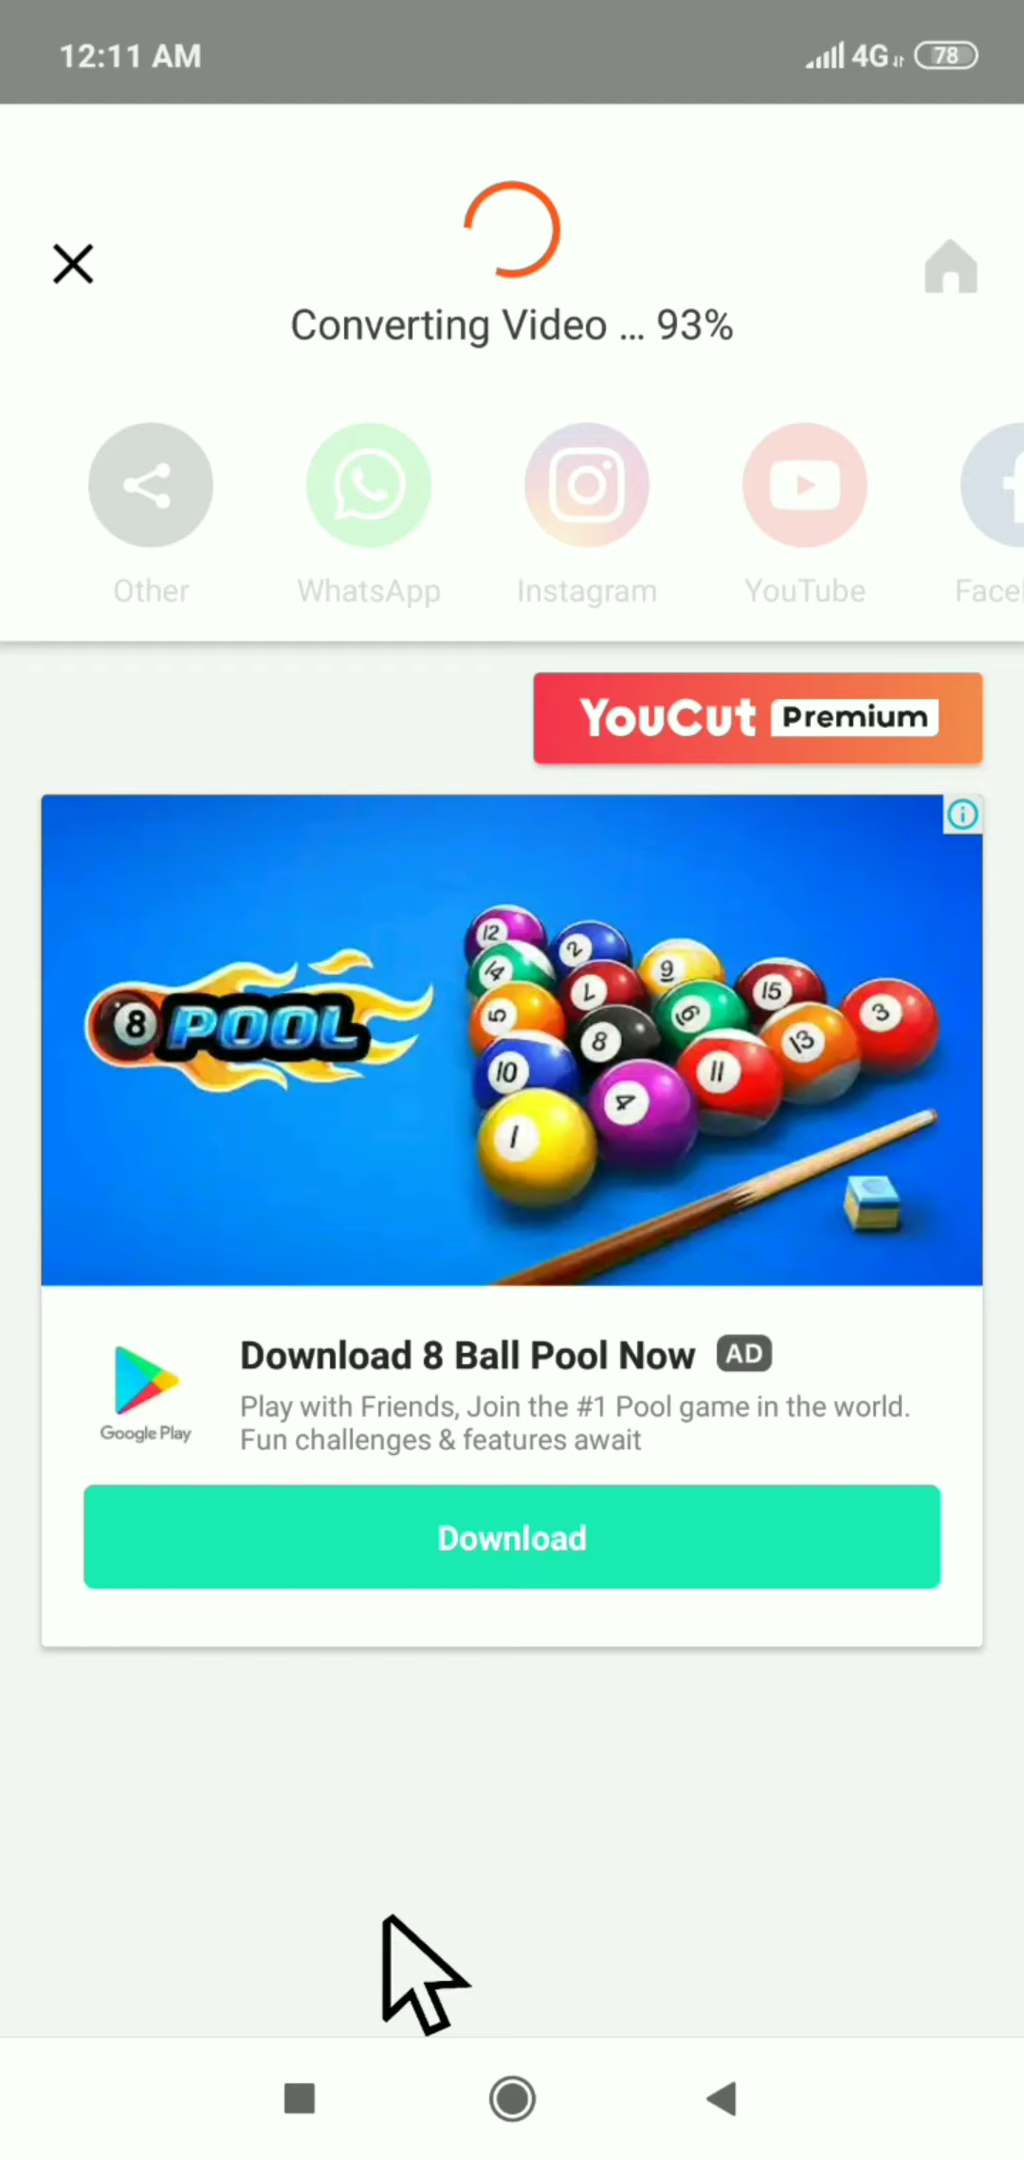 12:11 AM
4G 78
Converting Video ... 93%
Other WhatsApp Instagram YouTube Face
YouCut Premium
8 POOL
12 2 9 15 3
14 7 6 13
5 8 11
10 4
1
Download 8 Ball Pool Now AD
Play with Friends, Join the #1 Pool game in the world.
Fun challenges & features await
Google Play
Download